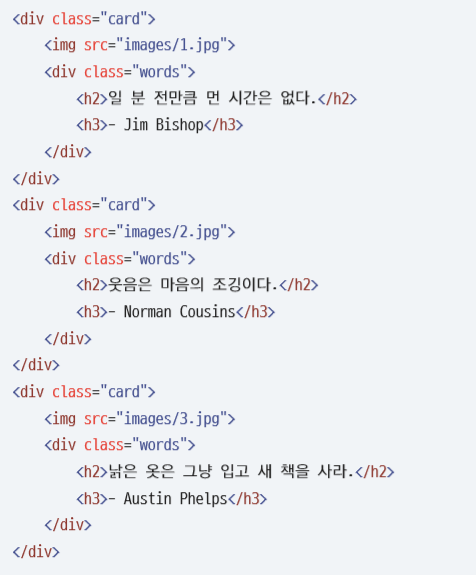 <div class="card">
    <img src="images/1.jpg">
    <div class="words">
        <h2>일 분 전만큼 먼 시간은 없다.</h2>
        <h3>- Jim Bishop</h3>
    </div>
</div>
<div class="card">
    <img src="images/2.jpg">
    <div class="words">
        <h2>웃음은 마음의 조깅이다.</h2>
        <h3>- Norman Cousins</h3>
    </div>
</div>
<div class="card">
    <img src="images/3.jpg">
    <div class="words">
        <h2>낡은 옷은 그냥 입고 새 책을 사라.</h2>
        <h3>- Austin Phelps</h3>
    </div>
</div>